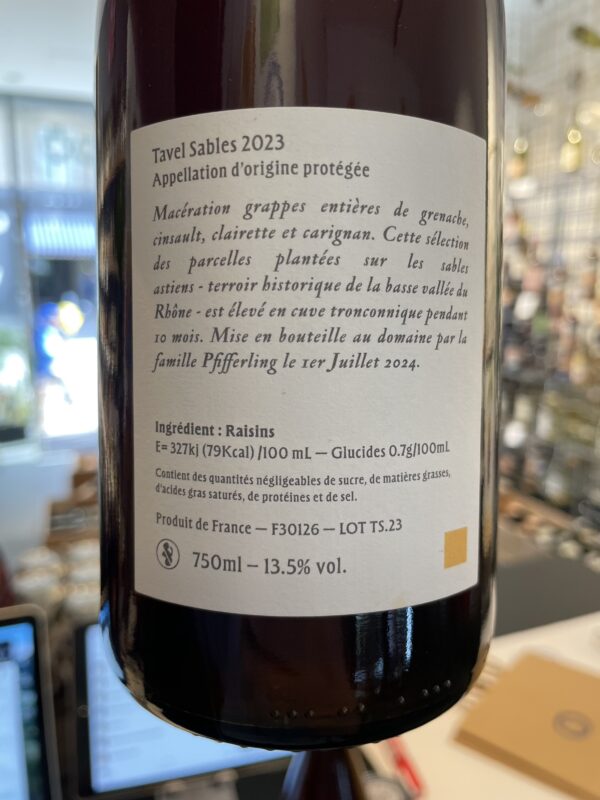 Tavel Sables 2023
Appellation d'origine protégée
Macération grappes entières de grenache,
cinsault, clairette et carignan. Cette sélection
des parcelles plantées sur les sables
astiens - terroir historique de la basse vallée du
Rhône - est élevé en cuve tronconnique pendant
10 mois. Mise en bouteille au domaine par la
famille Pfifferling le 1er Juillet 2024.
Ingrédient : Raisins
E= 327kj (79Kcal) /100 mL — Glucides 0.7g/100mL
Contient des quantités négligeables de sucre, de matières grasses,
d'acides gras saturés, de protéines et de sel.
Produit de France — F30126 — LOT TS.23
750ml — 13.5% vol.